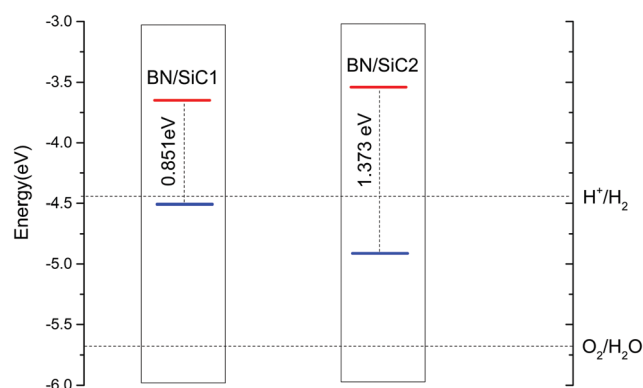 -3.0
-3.5
-4.0
-4.5
-5.0
-5.5
-6.0
Energy(eV)
BN/SiC1
0.851eV
BN/SiC2
1.373 eV
H⁺/H₂
O₂/H₂O